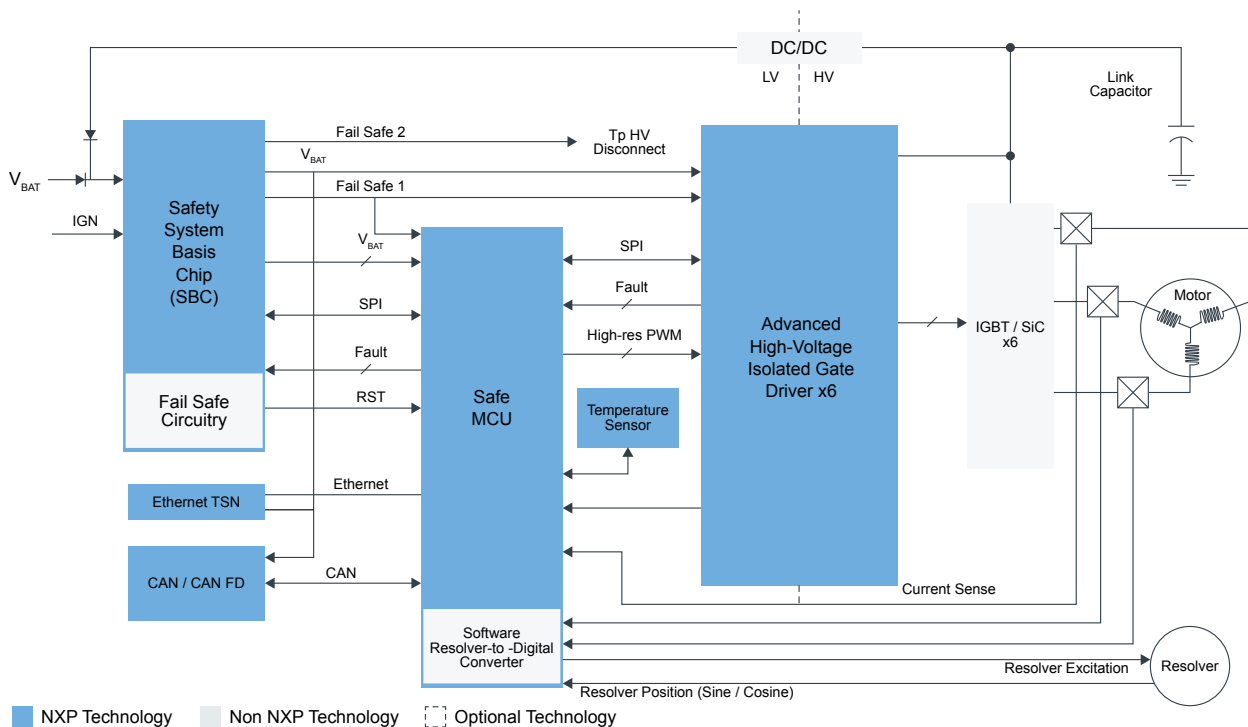 DC/DC
LV
HV
Link
Capacitor
Fail Safe 2
Tp HV
Disconnect
VBAT
VBAT
Fail Safe 1
IGN
Safety
System
Basis
Chip
(SBC)
VBAT
SPI
SPI
Fault
Fault
High-res PWM
RST
Fail Safe
Circuitry
Safe
MCU
Temperature
Sensor
Advanced
High-Voltage
Isolated Gate
Driver x6
IGBT / SiC
x6
Motor
Ethernet TSN
Ethernet
CAN / CAN FD
CAN
Current Sense
Software
Resolver-to -Digital
Converter
Resolver Excitation
Resolver
Resolver Position (Sine / Cosine)
NXP Technology
Non NXP Technology
Optional Technology